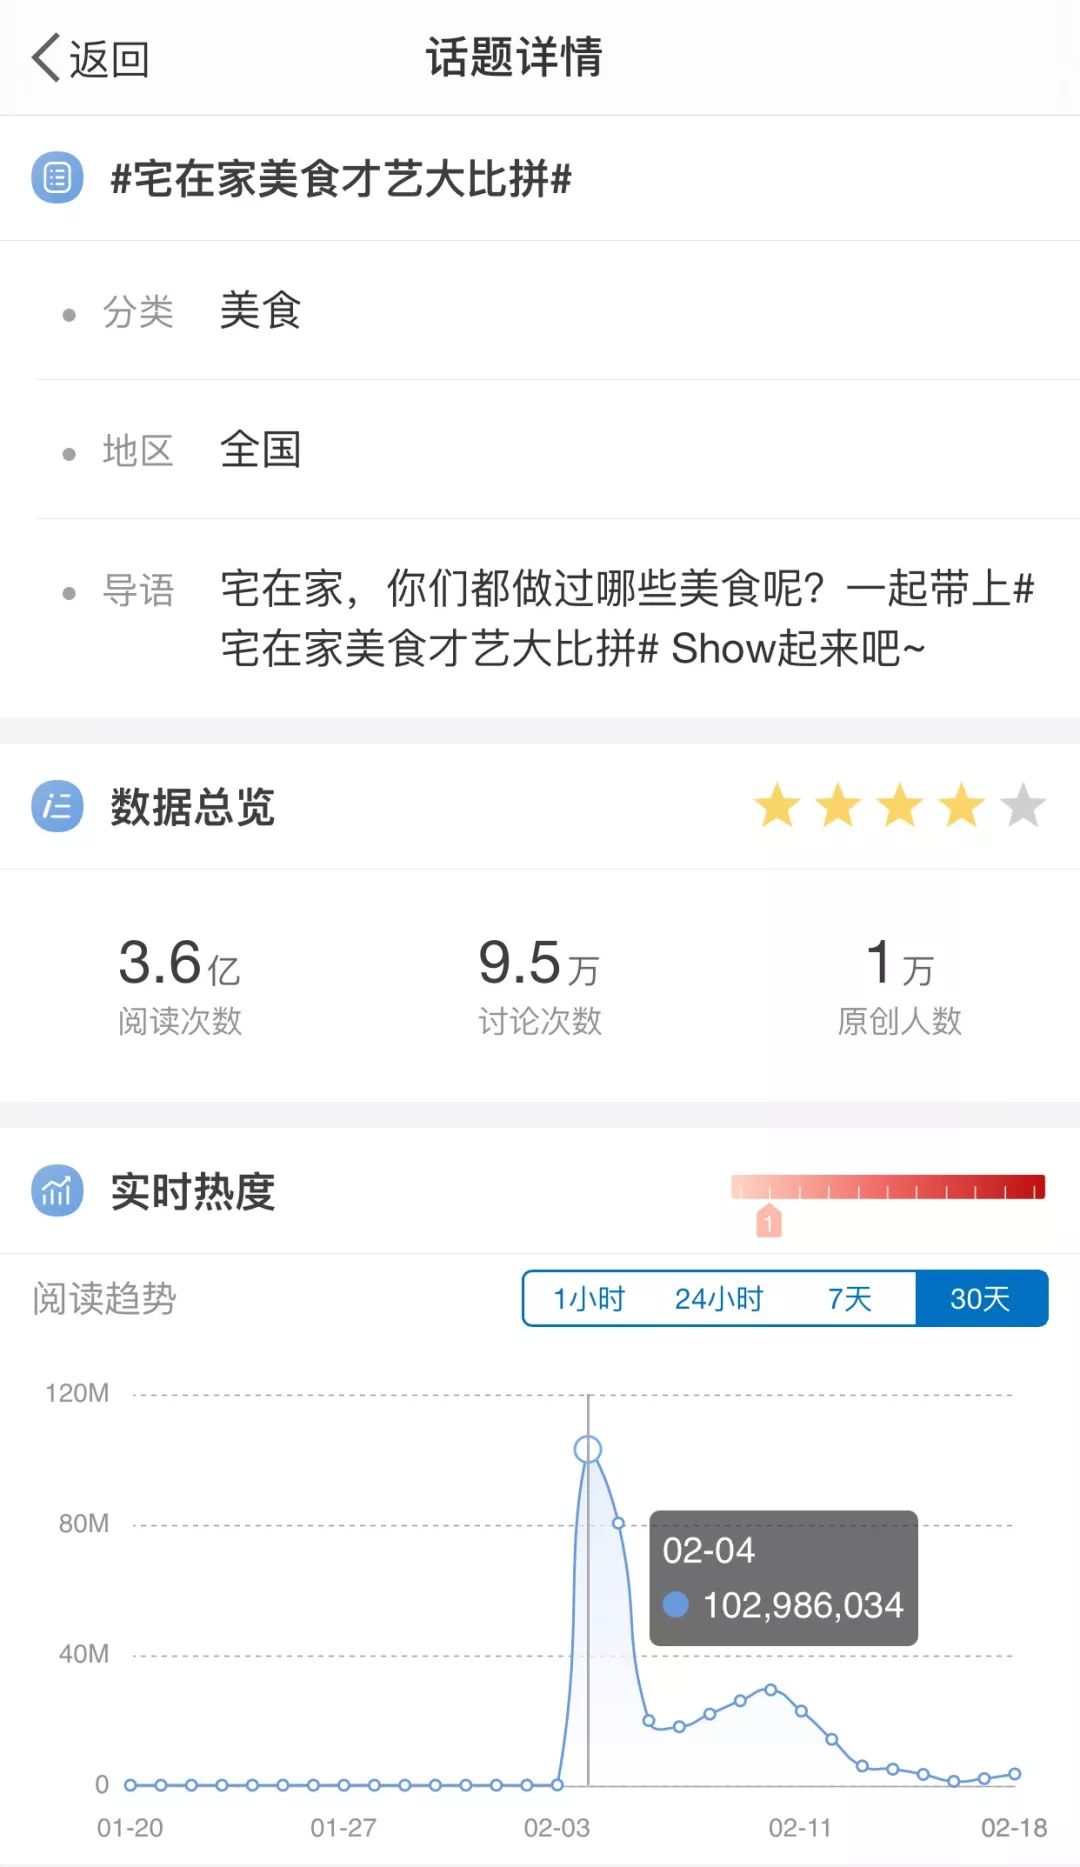 返回
话题详情
#宅在家美食才艺大比拼#
分类 美食
地区 全国
导语 宅在家，你们都做过哪些美食呢？一起带上#
宅在家美食才艺大比拼# Show起来吧~
数据总览
3.6亿 9.5万 1万
阅读次数 讨论次数 原创人数
实时热度
1
阅读趋势 1小时 24小时 7天 30天
120M
80M
02-04
102,986,034
40M
0
01-20 01-27 02-03 02-11 02-18